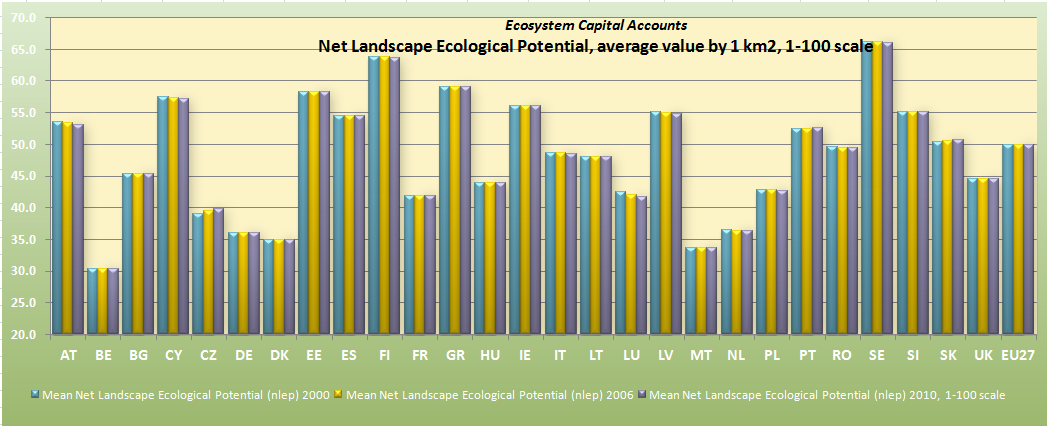 Ecosystem Capital Accounts
Net Landscape Ecological Potential, average value by 1 km2, 1-100 scale
70.0
65.0
60.0
55.0
50.0
45.0
40.0
35.0
30.0
25.0
20.0
AT BE BG CY CZ DE DK EE ES FI FR GR HU IE IT LT LU LV MT NL PL PT RO SE SI SK UK EU27
Mean Net Landscape Ecological Potential (nlep) 2000 Mean Net Landscape Ecological Potential (nlep) 2006 Mean Net Landscape Ecological Potential (nlep) 2010, 1-100 scale